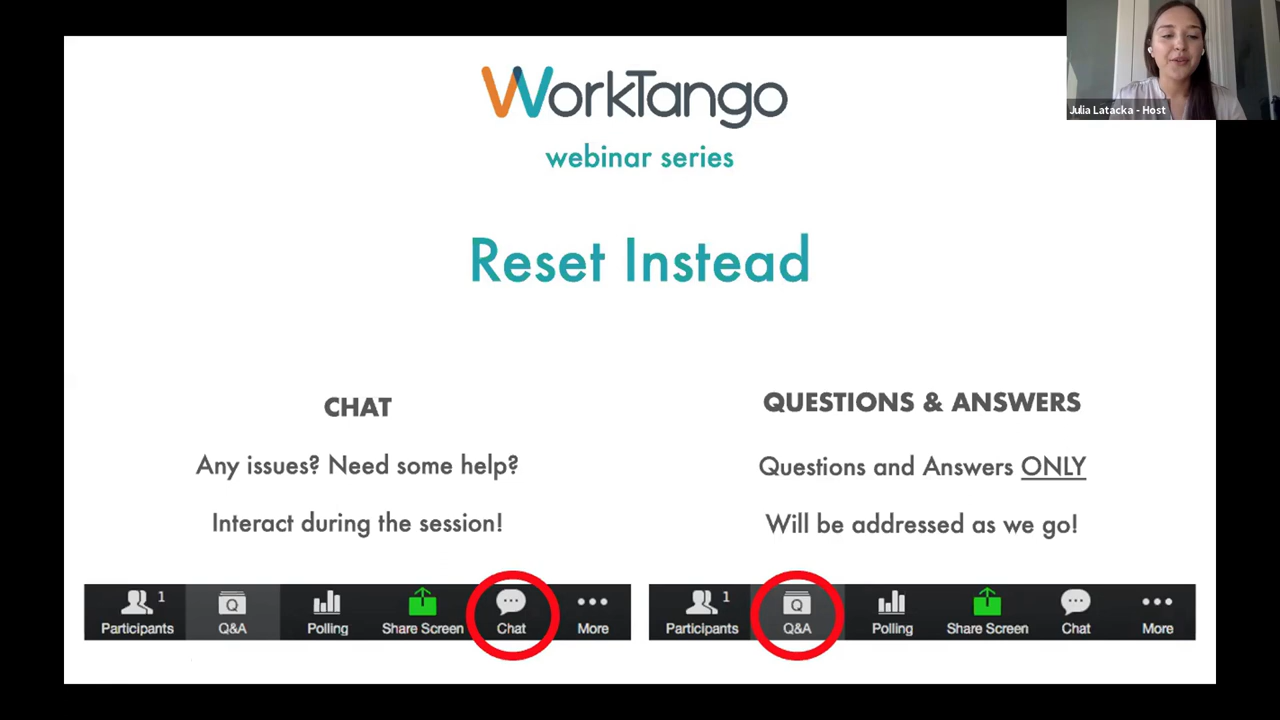 WorkTango
webinar series
Julia Latacka - Host
Reset Instead
CHAT
Any issues? Need some help?
Interact during the session!
QUESTIONS & ANSWERS
Questions and Answers ONLY
Will be addressed as we go!
1
Participants Q&A Polling Share Screen Chat More
1
Participants Q&A Polling Share Screen Chat More